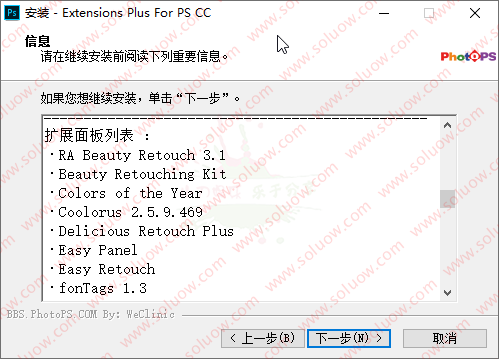 安装 - Extensions Plus For PS CC
信息
请在继续安装前阅读下列重要信息。
PhotoPS
如果您想继续安装，单击“下一步”。
扩展面板列表 ：
·RA Beauty Retouch 3.1
·Beauty Retouching Kit
·Colors of the Year
·Coolorus 2.5.9.469
·Delicious Retouch Plus
·Easy Panel
·Easy Retouch
·fonTags 1.3
BBS.PhotoPS.COM By: WeClinic
< 上一步(B)
下一步(N) >
取消
www.soluow.com